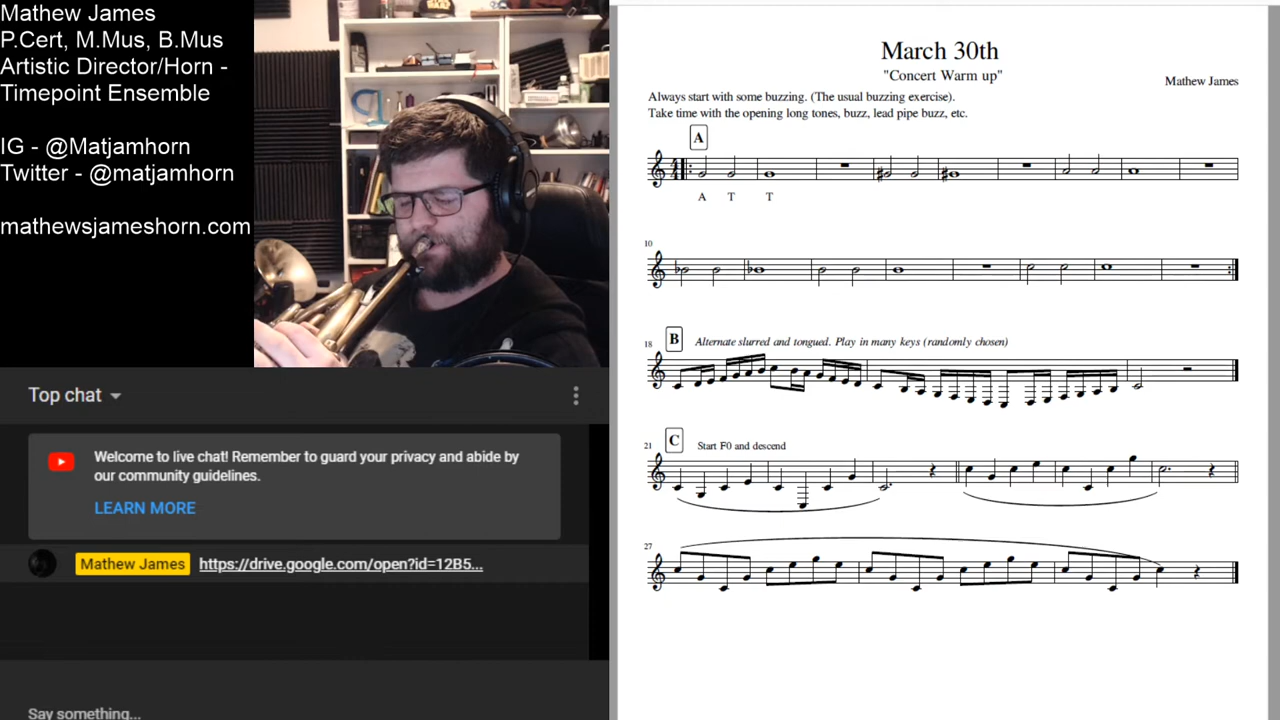 Mathew James
P.Cert, M.Mus, B.Mus
Artistic Director/Horn -
Timepoint Ensemble
IG - @Matjamhorn
Twitter - @matjamhorn
mathewsjameshorn.com
Top chat
Welcome to live chat! Remember to guard your privacy and abide by
our community guidelines.
LEARN MORE
Mathew James https://drive.google.com/open?id=12B5...
Say something...
March 30th
"Concert Warm up"
Mathew James
Always start with some buzzing. (The usual buzzing exercise).
Take time with the opening long tones, buzz, lead pipe buzz, etc.
A
4/4
A T T
10
B Alternate slurred and tongued. Play in many keys (randomly chosen)
18
C Start F0 and descend
21
27